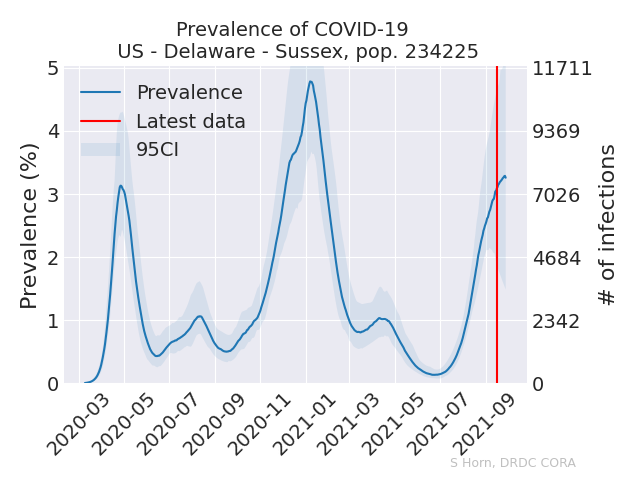 Prevalence of COVID-19
US - Delaware - Sussex, pop. 234225
Prevalence
Latest data
95CI
Prevalence (%)
5
4
3
2
1
0
11711
9369
7026
4684
2342
0
# of infections
2020-03
2020-05
2020-07
2020-09
2020-11
2021-01
2021-03
2021-05
2021-07
2021-09
S Horn, DRDC CORA